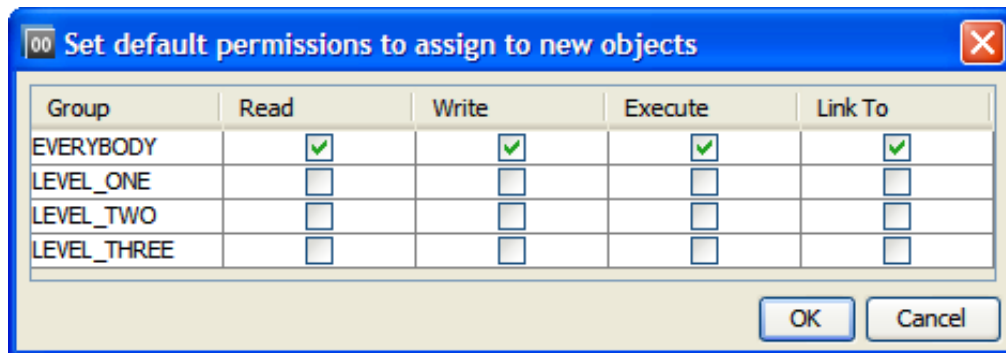 00 Set default permissions to assign to new objects
Group Read Write Execute Link To
EVERYBODY
LEVEL_ONE
LEVEL_TWO
LEVEL_THREE
OK Cancel